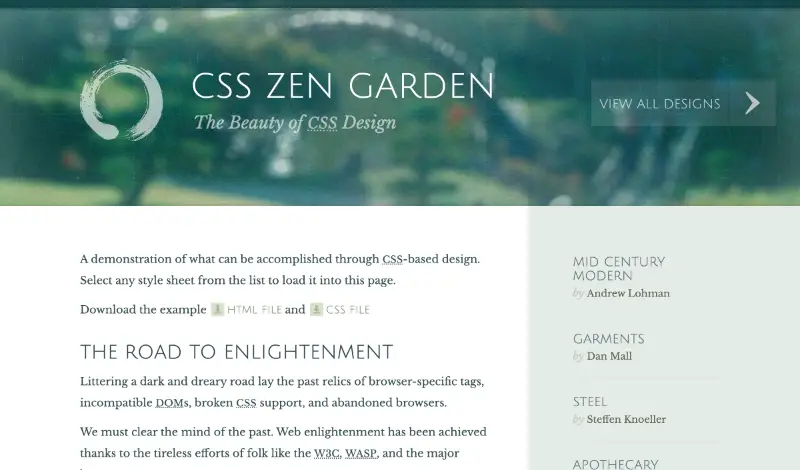 CSS ZEN GARDEN
The Beauty of CSS Design
VIEW ALL DESIGNS
A demonstration of what can be accomplished through CSS-based design.
Select any style sheet from the list to load it into this page.
Download the example HTML FILE and CSS FILE
THE ROAD TO ENLIGHTENMENT
Littering a dark and dreary road lay the past relics of browser-specific tags,
incompatible DOMs, broken CSS support, and abandoned browsers.
We must clear the mind of the past. Web enlightenment has been achieved
thanks to the tireless efforts of folk like the W3C, WASP, and the major
MID CENTURY
MODERN
by Andrew Lohman
GARMENTS
by Dan Mall
STEEL
by Steffen Knoeller
APOTHECARY